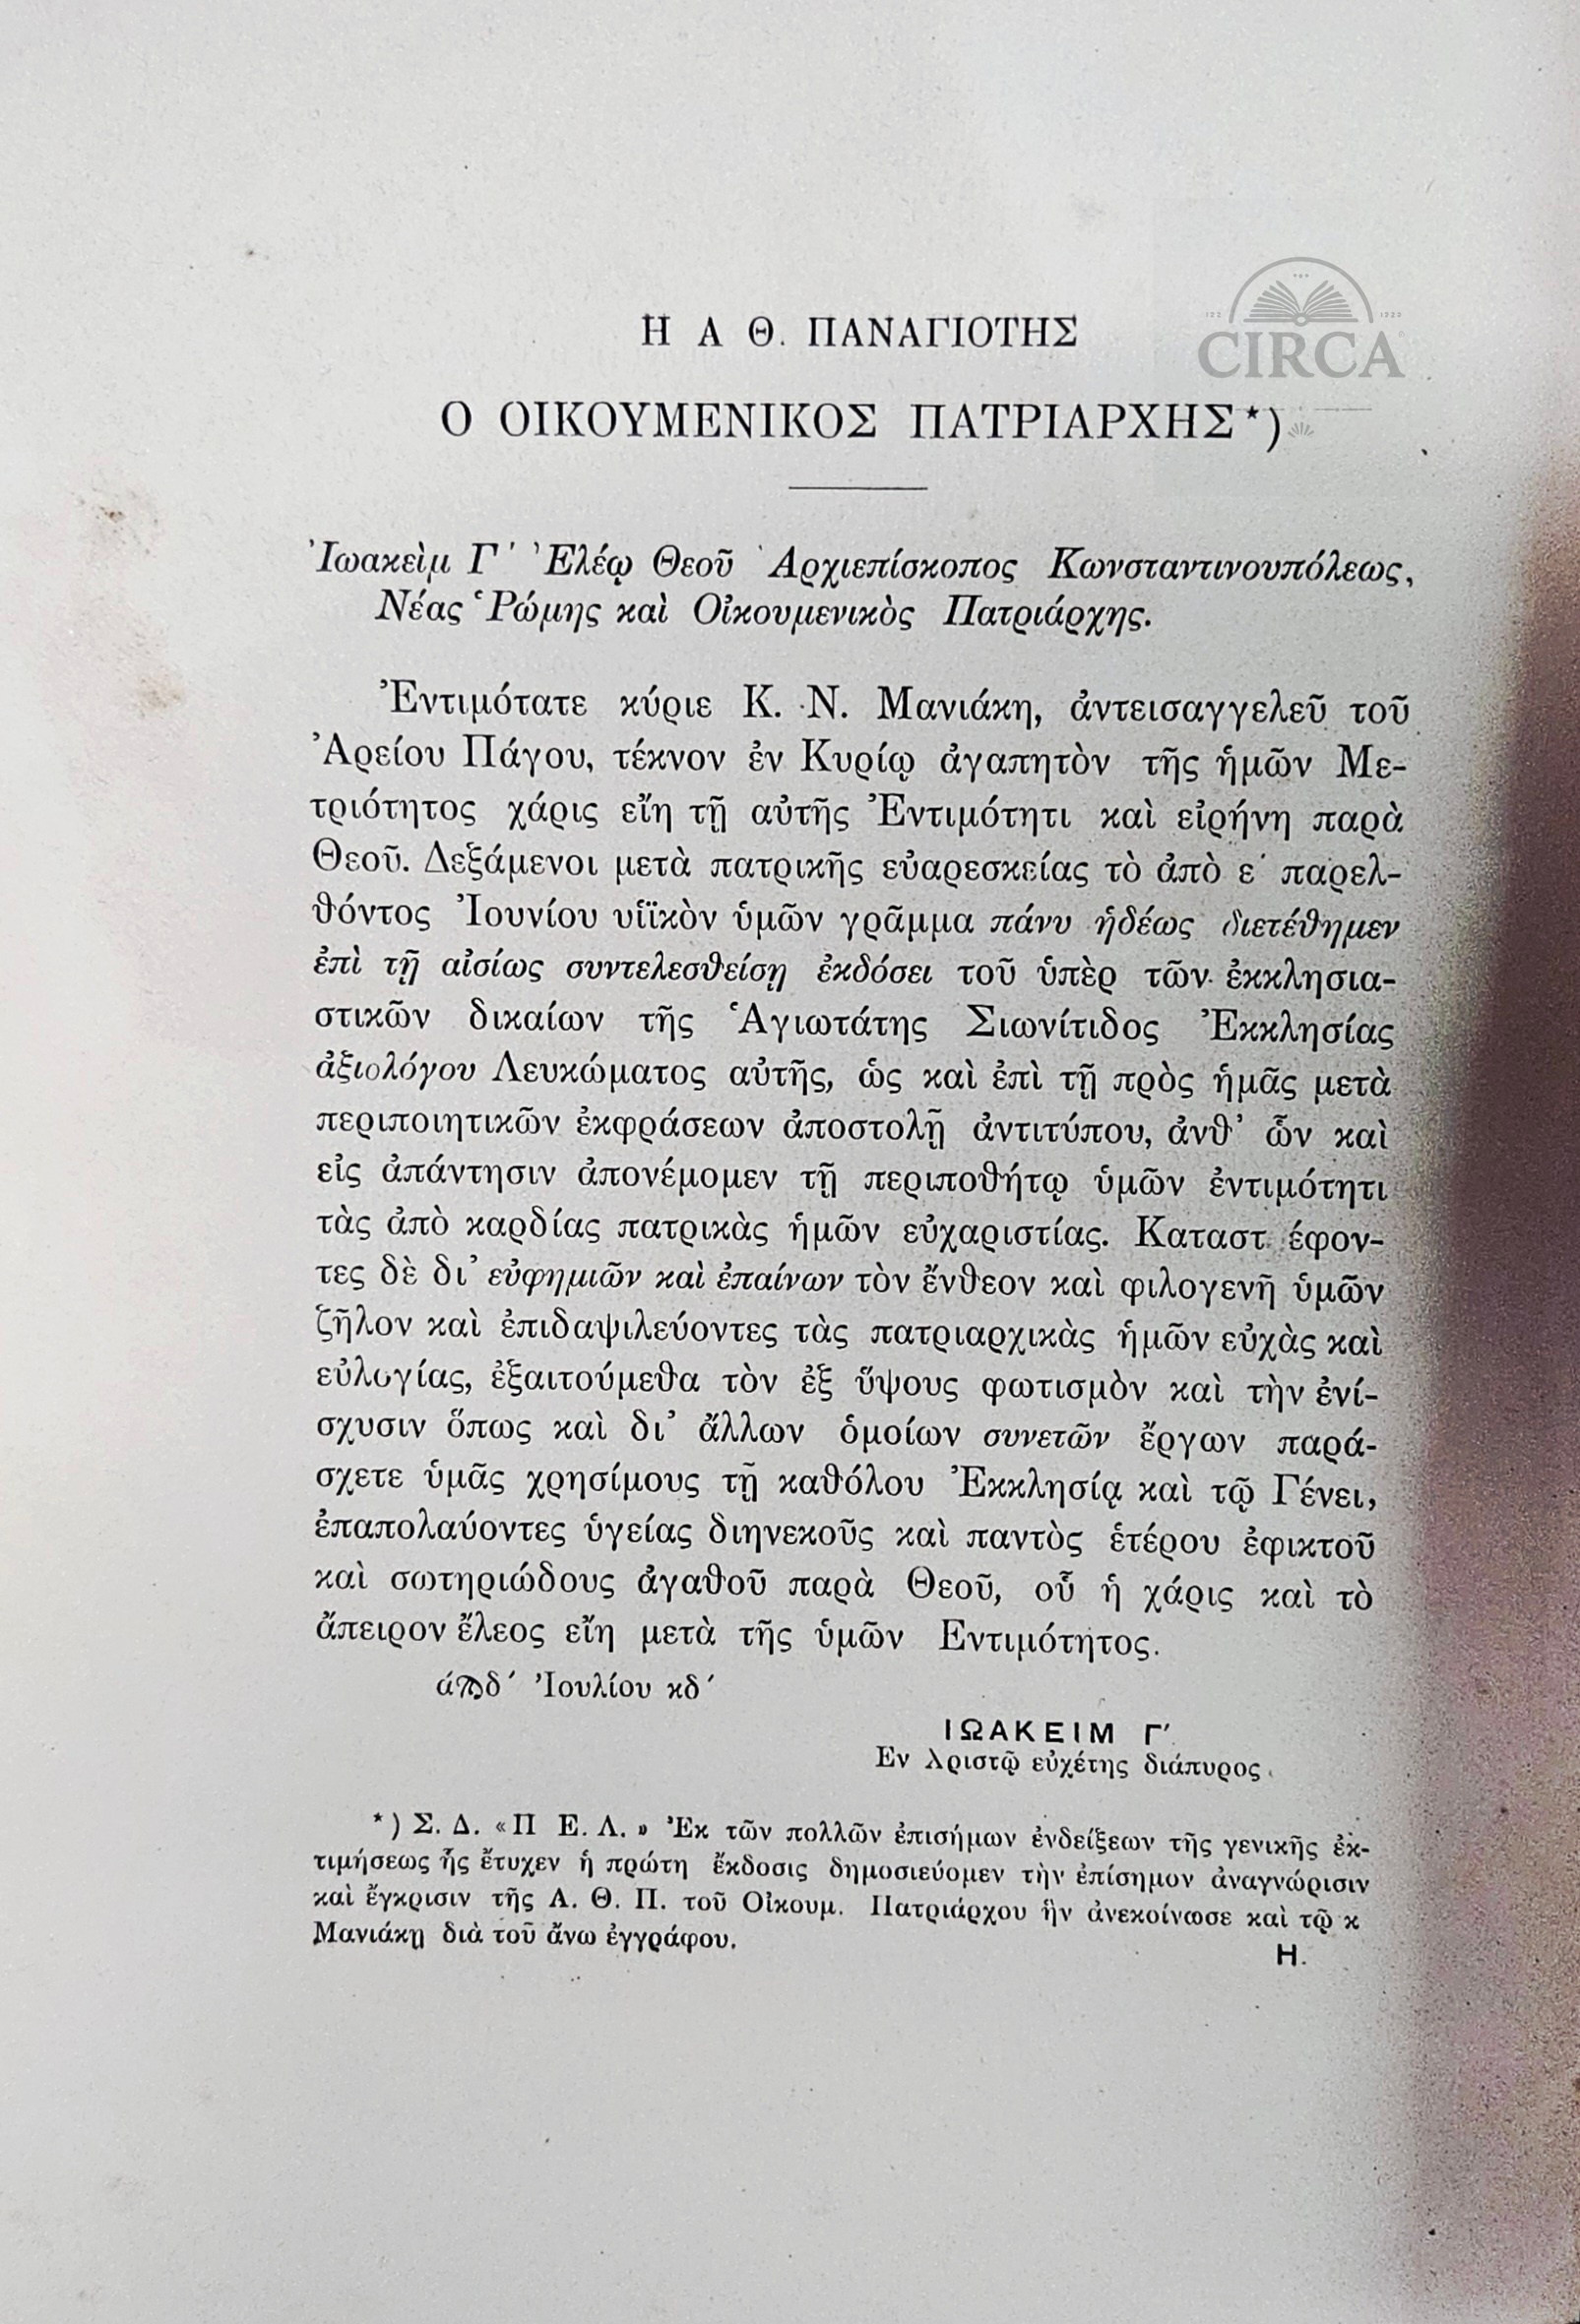 Η Α Θ. ΠΑΝΑΓΙΟΤΗΣ
CIRCA
Ο ΟΙΚΟΥΜΕΝΙΚΟΣ ΠΑΤΡΙΑΡΧΗΣ*)
Ἰωακεὶμ Γ΄ Ἐλέῳ Θεοῦ Ἀρχιεπίσκοπος Κωνσταντινουπόλεως,
Νέας Ῥώμης καὶ Οἰκουμενικὸς Πατριάρχης.
Ἐντιμότατε κύριε Κ. Ν. Μανιάκη, ἀντεισαγγελεῦ τοῦ
Ἀρείου Πάγου, τέκνον ἐν Κυρίῳ ἀγαπητὸν τῆς ἡμῶν Με-
τριότητος χάρις εἴη τῇ αὐτῆς Ἐντιμότητι καὶ εἰρήνη παρὰ
Θεοῦ. Δεξάμενοι μετὰ πατρικῆς εὐαρεσκείας τὸ ἀπὸ ε΄ παρελ-
θόντος Ἰουνίου υἱϊκὸν ὑμῶν γρᾶμμα πάνυ ἡδέως διετέθημεν
ἐπὶ τῇ αἰσίως συντελεσθείσῃ ἐκδόσει τοῦ ὑπὲρ τῶν ἐκκλησια-
στικῶν δικαίων τῆς Ἁγιωτάτης Σιωνίτιδος Ἐκκλησίας
ἀξιολόγου Λευκώματος αὐτῆς, ὡς καὶ ἐπὶ τῇ πρὸς ἡμᾶς μετὰ
περιποιητικῶν ἐκφράσεων ἀποστολῇ ἀντιτύπου, ἀνθ’ ὧν καὶ
εἰς ἀπάντησιν ἀπονέμομεν τῇ περιποθήτῳ ὑμῶν ἐντιμότητι
τὰς ἀπὸ καρδίας πατρικὰς ἡμῶν εὐχαριστίας. Καταστ έφον-
τες δὲ δι’ εὐφημιῶν καὶ ἐπαίνων τὸν ἔνθεον καὶ φιλογενῆ ὑμῶν
ζῆλον καὶ ἐπιδαψιλεύοντες τὰς πατριαρχικὰς ἡμῶν εὐχὰς καὶ
εὐλογίας, ἐξαιτούμεθα τὸν ἐξ ὕψους φωτισμὸν καὶ τὴν ἐνί-
σχυσιν ὅπως καὶ δι’ ἄλλων ὁμοίων συνετῶν ἔργων παρά-
σχετε ὑμᾶς χρησίμους τῇ καθόλου Ἐκκλησίᾳ καὶ τῷ Γένει,
ἐπαπολαύοντες ὑγείας διηνεκοῦς καὶ παντὸς ἑτέρου ἐφικτοῦ
καὶ σωτηριώδους ἀγαθοῦ παρὰ Θεοῦ, οὗ ἡ χάρις καὶ τὸ
ἄπειρον ἔλεος εἴη μετὰ τῆς ὑμῶν Εντιμότητος.
ά϶δ΄ Ἰουλίου κδ΄
ΙΩΑΚΕΙΜ Γ΄
Εν Χριστῷ εὐχέτης διάπυρος
*) Σ. Δ. «Π Ε. Λ.» Ἐκ τῶν πολλῶν ἐπισήμων ἐνδείξεων τῆς γενικῆς ἐκ-
τιμήσεως ἧς ἔτυχεν ἡ πρώτη ἔκδοσις δημοσιεύομεν τὴν ἐπίσημον ἀναγνώρισιν
καὶ ἔγκρισιν τῆς Α. Θ. Π. τοῦ Οἰκουμ. Πατριάρχου ἣν ἀνεκοίνωσε καὶ τῷ κ
Μανιάκῃ διὰ τοῦ ἄνω ἐγγράφου.
Η.